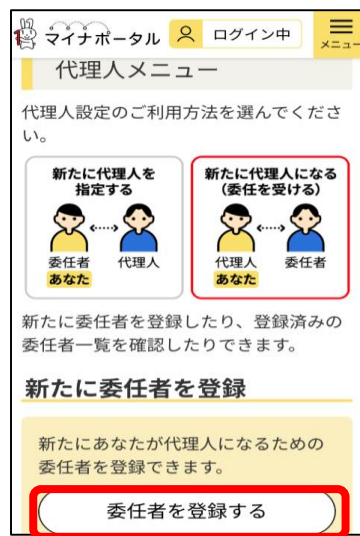 マイナポータル
ログイン中
メニュー
代理人メニュー
代理人設定のご利用方法を選んでくださ
い。
新たに代理人を
指定する
委任者
代理人
あなた
新たに代理人になる
（委任を受ける）
代理人
委任者
あなた
新たに委任者を登録したり、登録済みの
委任者一覧を確認したりできます。
新たに委任者を登録
新たにあなたが代理人になるための
委任者を登録できます。
委任者を登録する